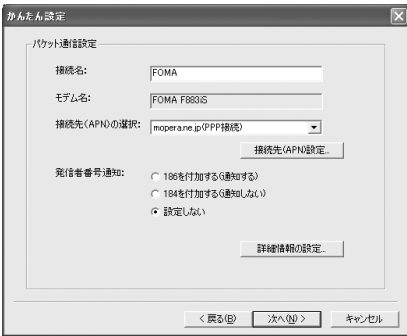 かんたん設定
パケット通信設定
接続名: FOMA
モデム名: FOMA F883iS
接続先(APN)の選択: mopera.ne.jp(PPP接続)
接続先(APN)設定...
発信者番号通知: 186を付加する(通知する)
184を付加する(通知しない)
設定しない
詳細情報の設定...
< 戻る(B) 次へ(N) > キャンセル